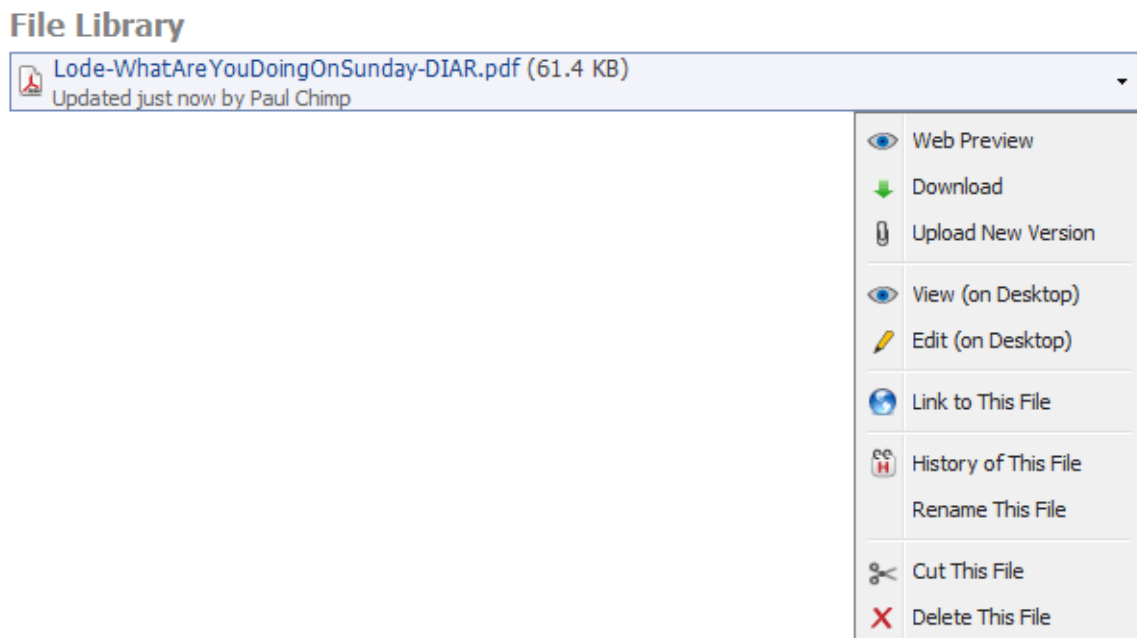 File Library
Lode-WhatAreYouDoingOnSunday-DIAR.pdf (61.4 KB)
Updated just now by Paul Chimp
Web Preview
Download
Upload New Version
View (on Desktop)
Edit (on Desktop)
Link to This File
History of This File
Rename This File
Cut This File
Delete This File